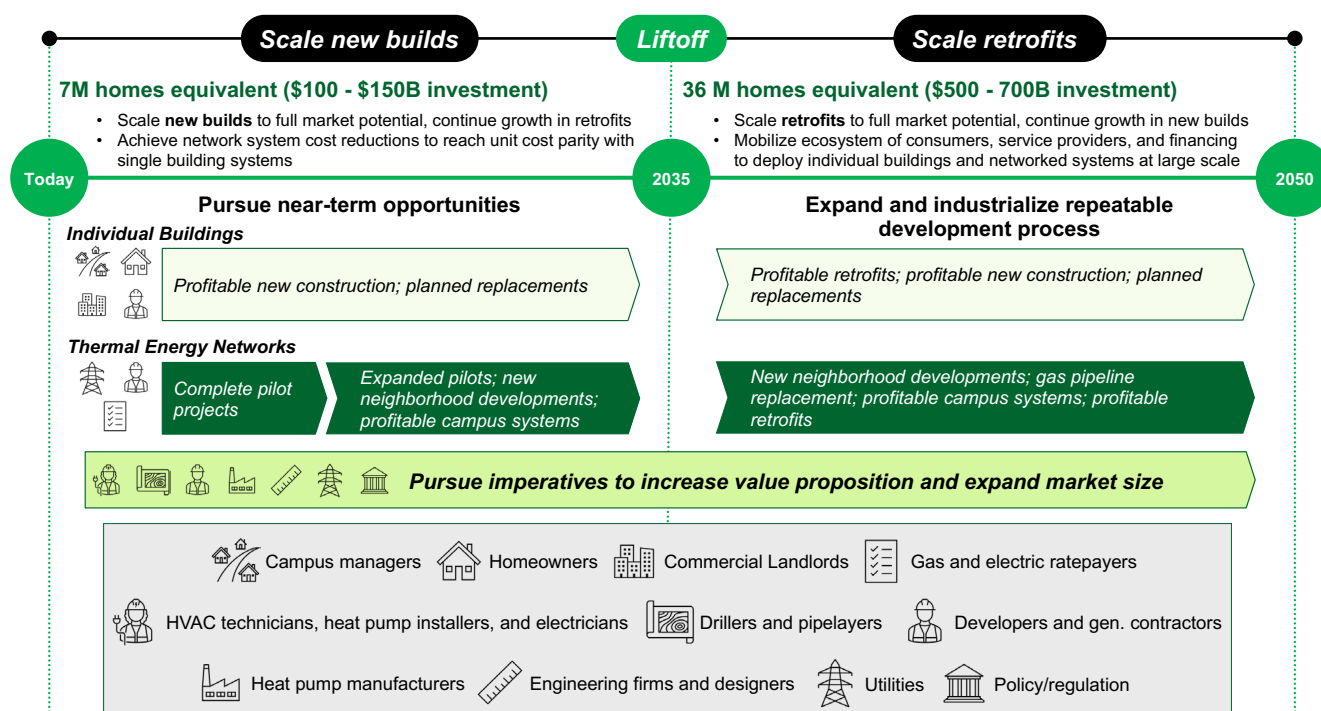 Scale new builds
Liftoff
Scale retrofits
7M homes equivalent ($100 - $150B investment)
• Scale new builds to full market potential, continue growth in retrofits
• Achieve network system cost reductions to reach unit cost parity with
single building systems
36 M homes equivalent ($500 - 700B investment)
• Scale retrofits to full market potential, continue growth in new builds
• Mobilize ecosystem of consumers, service providers, and financing
to deploy individual buildings and networked systems at large scale
Today
2035
2050
Pursue near-term opportunities
Expand and industrialize repeatable
development process
Individual Buildings
Profitable new construction; planned replacements
Profitable retrofits; profitable new construction; planned
replacements
Thermal Energy Networks
Complete pilot
projects
Expanded pilots; new
neighborhood developments;
profitable campus systems
New neighborhood developments; gas pipeline
replacement; profitable campus systems; profitable
retrofits
Pursue imperatives to increase value proposition and expand market size
Campus managers
Homeowners
Commercial Landlords
Gas and electric ratepayers
HVAC technicians, heat pump installers, and electricians
Drillers and pipelayers
Developers and gen. contractors
Heat pump manufacturers
Engineering firms and designers
Utilities
Policy/regulation